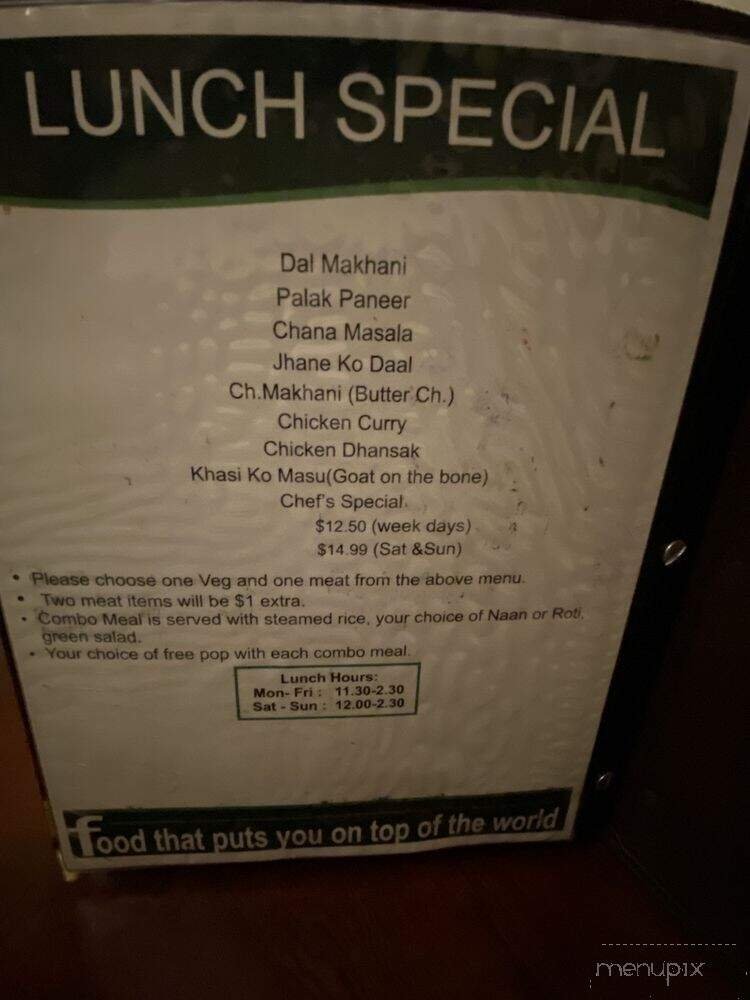 LUNCH SPECIAL
Dal Makhani
Palak Paneer
Chana Masala
Jhane Ko Daal
Ch.Makhani (Butter Ch.)
Chicken Curry
Chicken Dhansak
Khasi Ko Masu(Goat on the bone)
Chef's Special.
$12.50 (week days)
$14.99 (Sat &Sun)
• Please choose one Veg and one meat from the above menu.
• Two meat items will be $1 extra.
• Combo Meal is served with steamed rice, your choice of Naan or Roti,
green salad.
• Your choice of free pop with each combo meal.
Lunch Hours:
Mon- Fri : 11.30-2.30
Sat - Sun : 12.00-2.30
food that puts you on top of the world
menupix